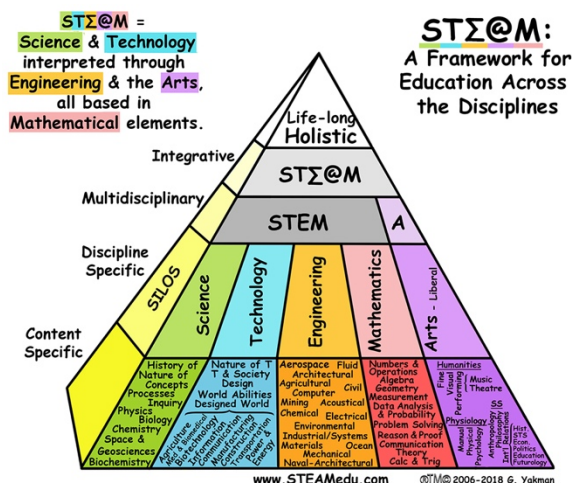 STΣ@M =
Science & Technology
interpreted through
Engineering & the Arts,
all based in
Mathematical elements.
STΣ@M:
A Framework for
Education Across
the Disciplines
Life-long
Holistic
Integrative
STΣ@M
Multidisciplinary
STEM
A
Discipline
Specific
SILOS
Science
Technology
Engineering
Mathematics
Arts - Liberal
Content
Specific
History of
Nature of
Concepts
Processes
Inquiry
Physics
Biology
Chemistry
Space &
Geosciences
Biochemistry
Nature of T
T & Society
Design
World Abilities
Designed World
Agriculture
Biotechnology
Information
Communication
Manufacturing
Construction
Transportation
Power &
Energy
Aerospace Fluid
Architectural
Agricultural Civil
Computer
Mining Acoustical
Chemical Electrical
Environmental
Industrial/Systems
Materials Ocean
Mechanical
Naval-Architectural
Numbers &
Operations
Algebra
Geometry
Measurement
Data Analysis
& Probability
Problem Solving
Reason & Proof
Communication
Theory
Calc & Trig
Humanities
Fine
Visual
Performing
Music
Theatre
SS
Physiology
Manual
Physical
Psychology
Anthropology
Philosophy
Int'l Relations
Hist
STS
Econ.
Politics
Education
Futurology
www.STEAMedu.com
2006-2018 G. Yakman